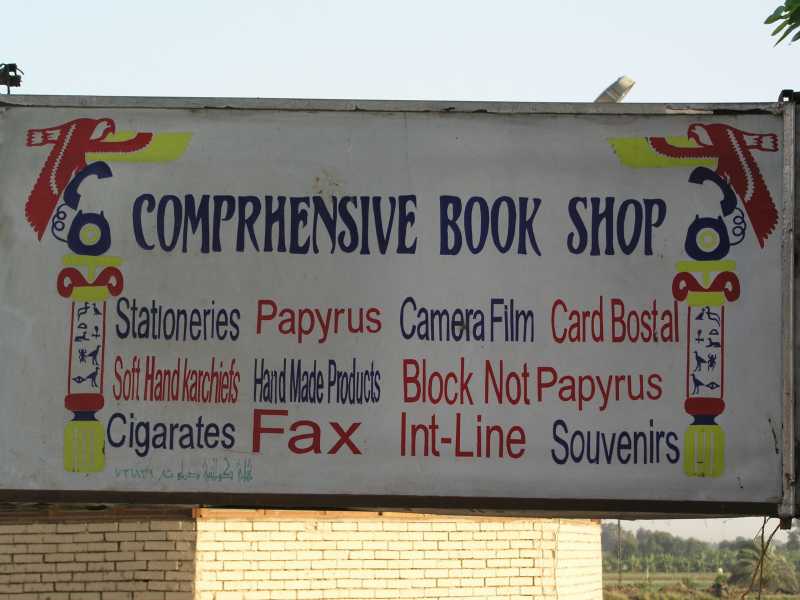 COMPRHENSIVE BOOK SHOP
Stationeries Papyrus Camera Film Card Bostal
Soft Hand karchiefs Hand Made Products Block Not Papyrus
Cigarates Fax Int-Line Souvenirs